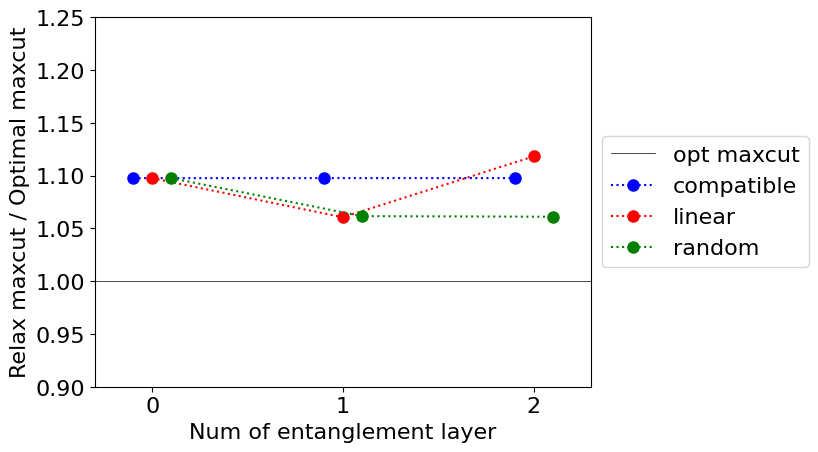 Relax maxcut / Optimal maxcut
1.25
1.20
1.15
1.10
1.05
1.00
0.95
0.90
0
1
2
Num of entanglement layer
opt maxcut
compatible
linear
random